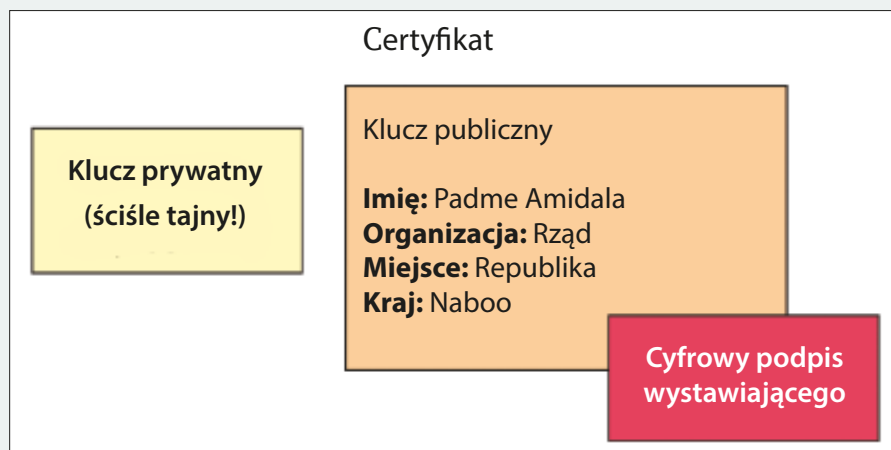 Certyfikat
Klucz prywatny
(ściśle tajny!)
Klucz publiczny
Imię: Padme Amidala
Organizacja: Rząd
Miejsce: Republika
Kraj: Naboo
Cyfrowy podpis
wystawiającego